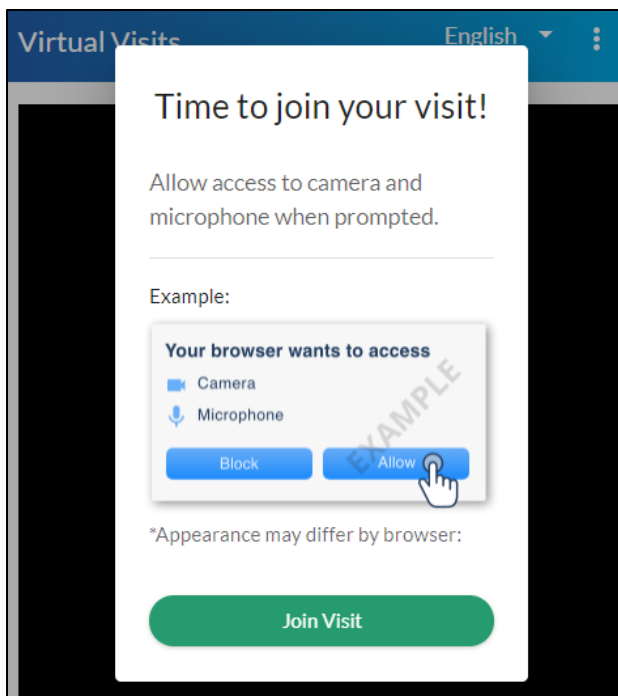 Virtual Visits
English
Time to join your visit!
Allow access to camera and
microphone when prompted.
Example:
Your browser wants to access
Camera
Microphone
EXAMPLE
Block
Allow
*Appearance may differ by browser:
Join Visit